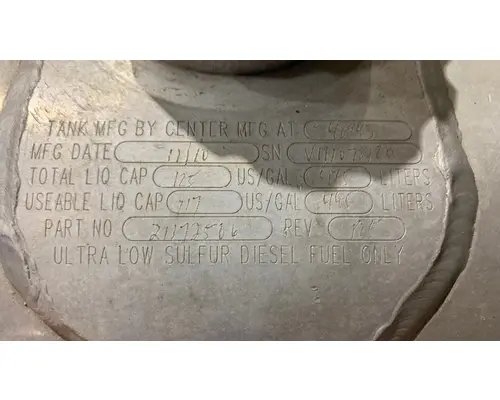 TANK MFG BY CENTER MFG AT
MFG DATE 11/10 SN
TOTAL LIQ CAP 125 US/GAL LITERS
USEABLE LIQ CAP 117 US/GAL LITERS
PART NO 21172506 REV
ULTRA LOW SULFUR DIESEL FUEL ONLY